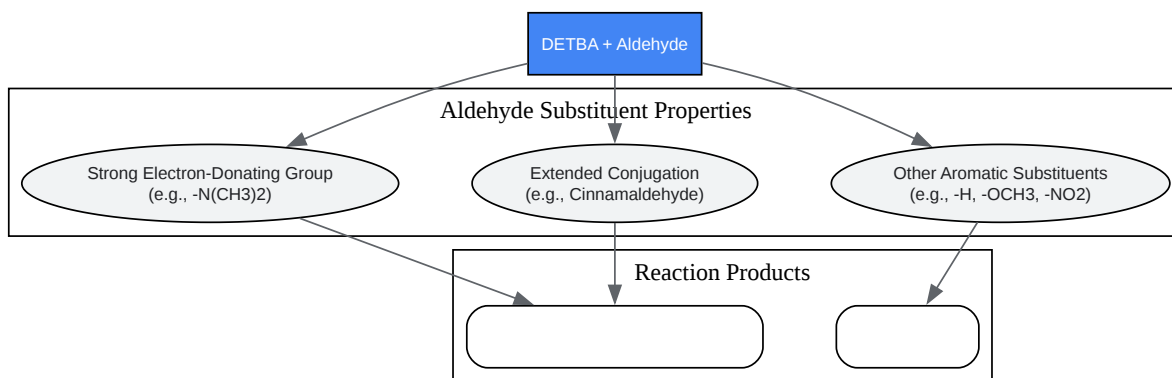 DETBA + Aldehyde
Aldehyde Substituent Properties
Strong Electron-Donating Group
(e.g., -N(CH3)2)
Extended Conjugation
(e.g., Cinnamaldehyde)
Other Aromatic Substituents
(e.g., -H, -OCH3, -NO2)
Reaction Products